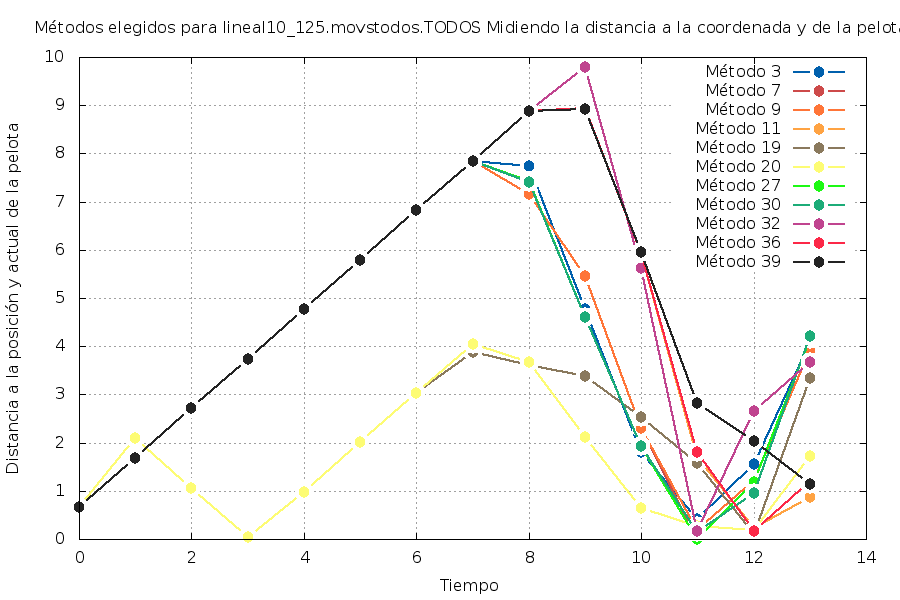 Métodos elegidos para lineal10_125.movstodos.TODOS Midiendo la distancia a la coordenada y de la pelota
Distancia a la posición y actual de la pelota
10
9
8
7
6
5
4
3
2
1
0
Método 3
Método 7
Método 9
Método 11
Método 19
Método 20
Método 27
Método 30
Método 32
Método 36
Método 39
0 2 4 6 8 10 12 14
Tiempo